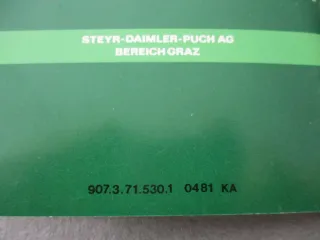 STEYR-DAIMLER-PUCH AG
BEREICH GRAZ
907.3.71.530.1 0481 KA